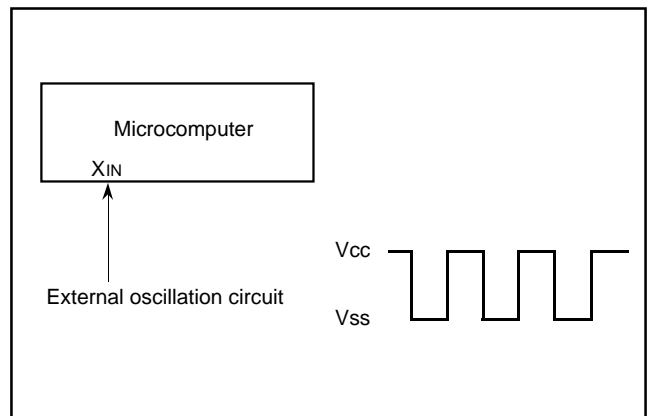 Microcomputer
XIN
External oscillation circuit
Vcc
Vss